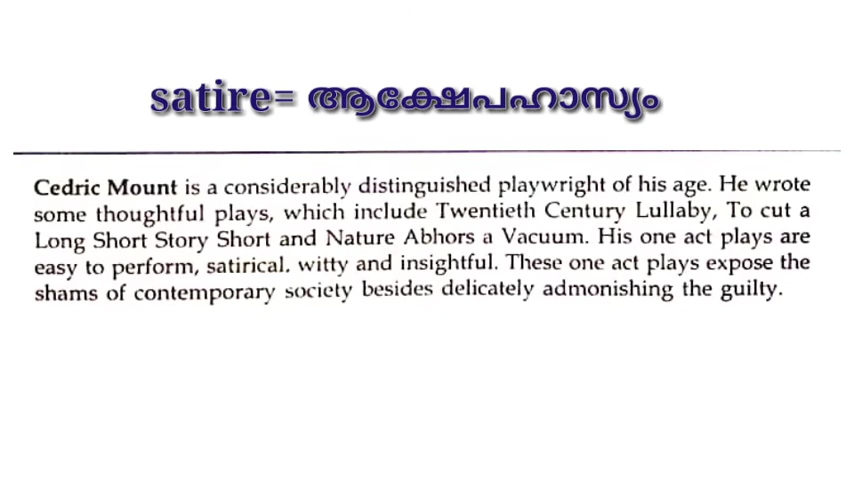 satire= ആക്ഷേപഹാസ്യം
Cedric Mount is a considerably distinguished playwright of his age. He wrote
some thoughtful plays, which include Twentieth Century Lullaby, To cut a
Long Short Story Short and Nature Abhors a Vacuum. His one act plays are
easy to perform, satirical, witty and insightful. These one act plays expose the
shams of contemporary society besides delicately admonishing the guilty.